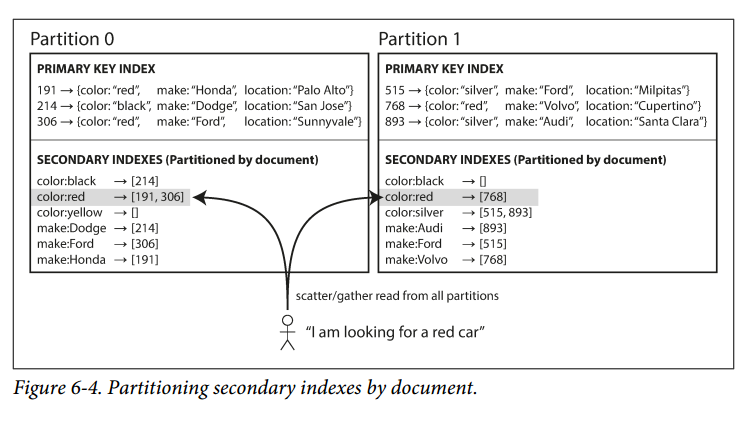 Partition 0
PRIMARY KEY INDEX
191 → {color: “red”, make: “Honda”, location: “Palo Alto”}
214 → {color: “black”, make: “Dodge”, location: “San Jose”}
306 → {color: “red”, make: “Ford”, location: “Sunnyvale”}
SECONDARY INDEXES (Partitioned by document)
color:black → [214]
color:red → [191, 306]
color:yellow → []
make:Dodge → [214]
make:Ford → [306]
make:Honda → [191]
Partition 1
PRIMARY KEY INDEX
515 → {color: “silver”, make: “Ford”, location: “Milpitas”}
768 → {color: “red”, make: “Volvo”, location: “Cupertino”}
893 → {color: “silver”, make: “Audi”, location: “Santa Clara”}
SECONDARY INDEXES (Partitioned by document)
color:black → []
color:red → [768]
color:silver → [515, 893]
make:Audi → [893]
make:Ford → [515]
make:Volvo → [768]
scatter/gather read from all partitions
“I am looking for a red car”
Figure 6-4. Partitioning secondary indexes by document.